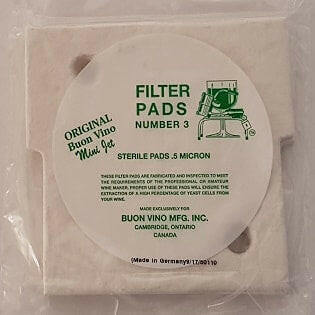 ORIGINAL
Buon Vino
Mini Jet
FILTER
PADS
NUMBER 3
STERILE PADS .5 MICRON
THESE FILTER PADS ARE FABRICATED AND INSPECTED TO MEET
THE REQUIREMENTS OF THE PROFESSIONAL OR AMATEUR
WINE MAKER, PROPER USE OF THESE PADS WILL ENSURE THE
EXTRACTION OF A HIGH PERCENTAGE OF YEAST CELLS FROM
YOUR WINE.
MADE EXCLUSIVELY FOR
BUON VINO MFG. INC.
CAMBRIDGE, ONTARIO
CANADA
(Made in Germany9/17/60110